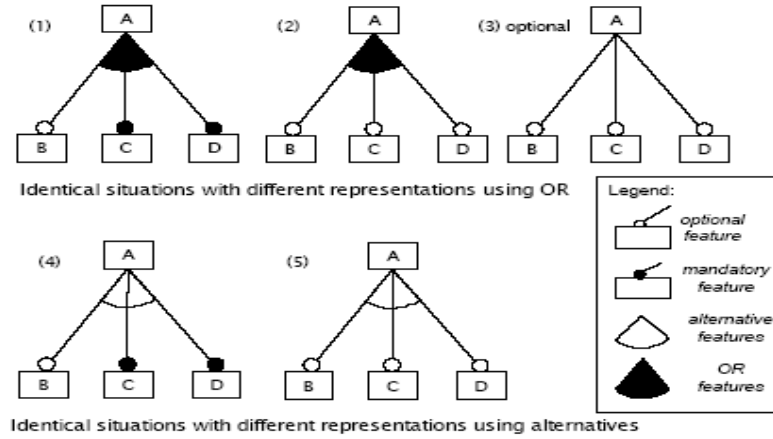 (1)
A
B
C
D
(2)
A
B
C
D
(3) optional
A
B
C
D
Identical situations with different representations using OR
(4)
A
B
C
D
(5)
A
B
C
D
Identical situations with different representations using alternatives
Legend:
optional
feature
mandatory
feature
alternative
features
OR
features